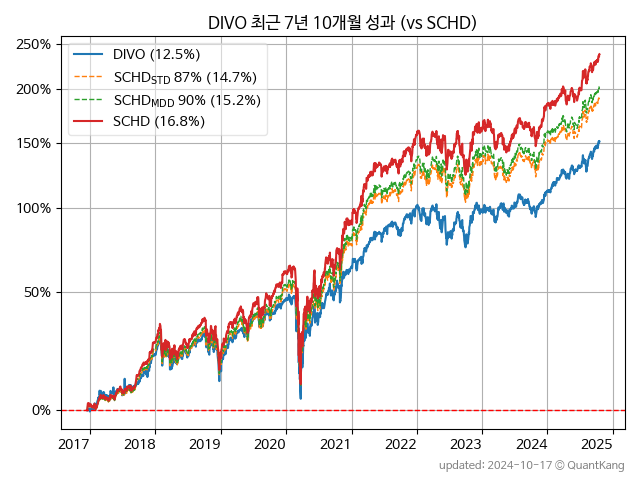 DIVO 최근 7년 10개월 성과 (vs SCHD)
250%
200%
150%
100%
50%
0%
DIVO (12.5%)
SCHD_STD 87% (14.7%)
SCHD_MDD 90% (15.2%)
SCHD (16.8%)
2017 2018 2019 2020 2021 2022 2023 2024 2025
updated: 2024-10-17 © QuantKang